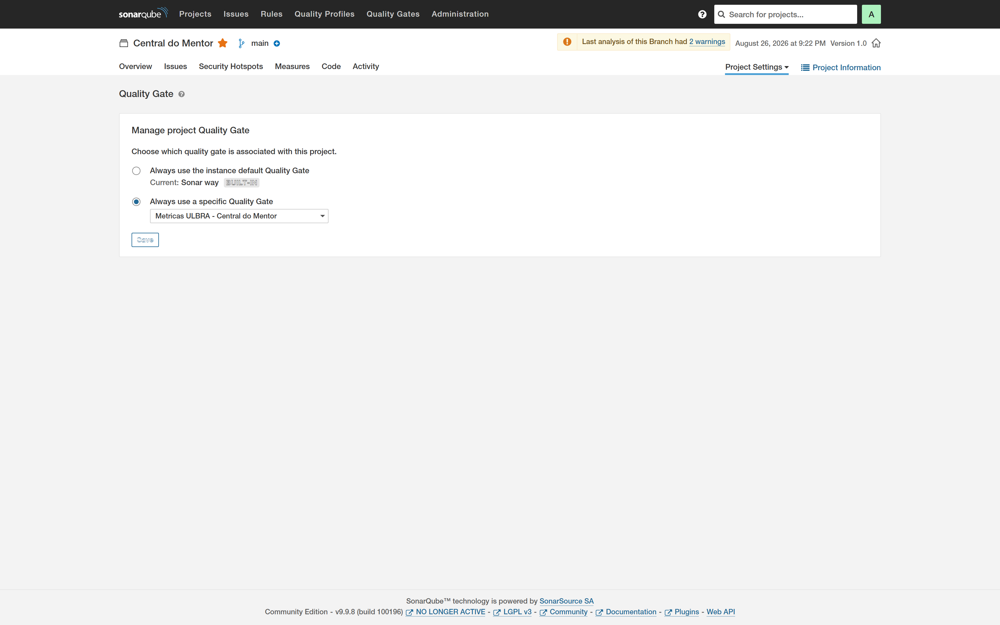 sonarqube Projects Issues Rules Quality Profiles Quality Gates Administration ? Search for projects... A
Central do Mentor main Last analysis of this Branch had 2 warnings August 26, 2026 at 9:22 PM Version 1.0
Overview Issues Security Hotspots Measures Code Activity Project Settings Project Information
Quality Gate ?
Manage project Quality Gate
Choose which quality gate is associated with this project.
Always use the instance default Quality Gate
Current: Sonar way BUILT-IN
Always use a specific Quality Gate
Metricas ULBRA - Central do Mentor
Save
SonarQube™ technology is powered by SonarSource SA
Community Edition - v9.9.8 (build 100196) NO LONGER ACTIVE - LGPL v3 - Community - Documentation - Plugins - Web API